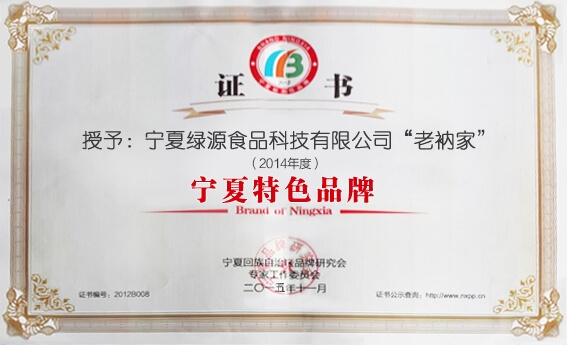 BRAND NINGXIA
证 书
授予：宁夏绿源食品科技有限公司“老衲家”
（2014年度）
宁夏特色品牌
Brand of Ningxia
宁夏回族自治区品牌研究会
专家工作委员会
二〇一五年十一月
证书编号：2012B008
证书公示查询：http://www.nxpp.cn